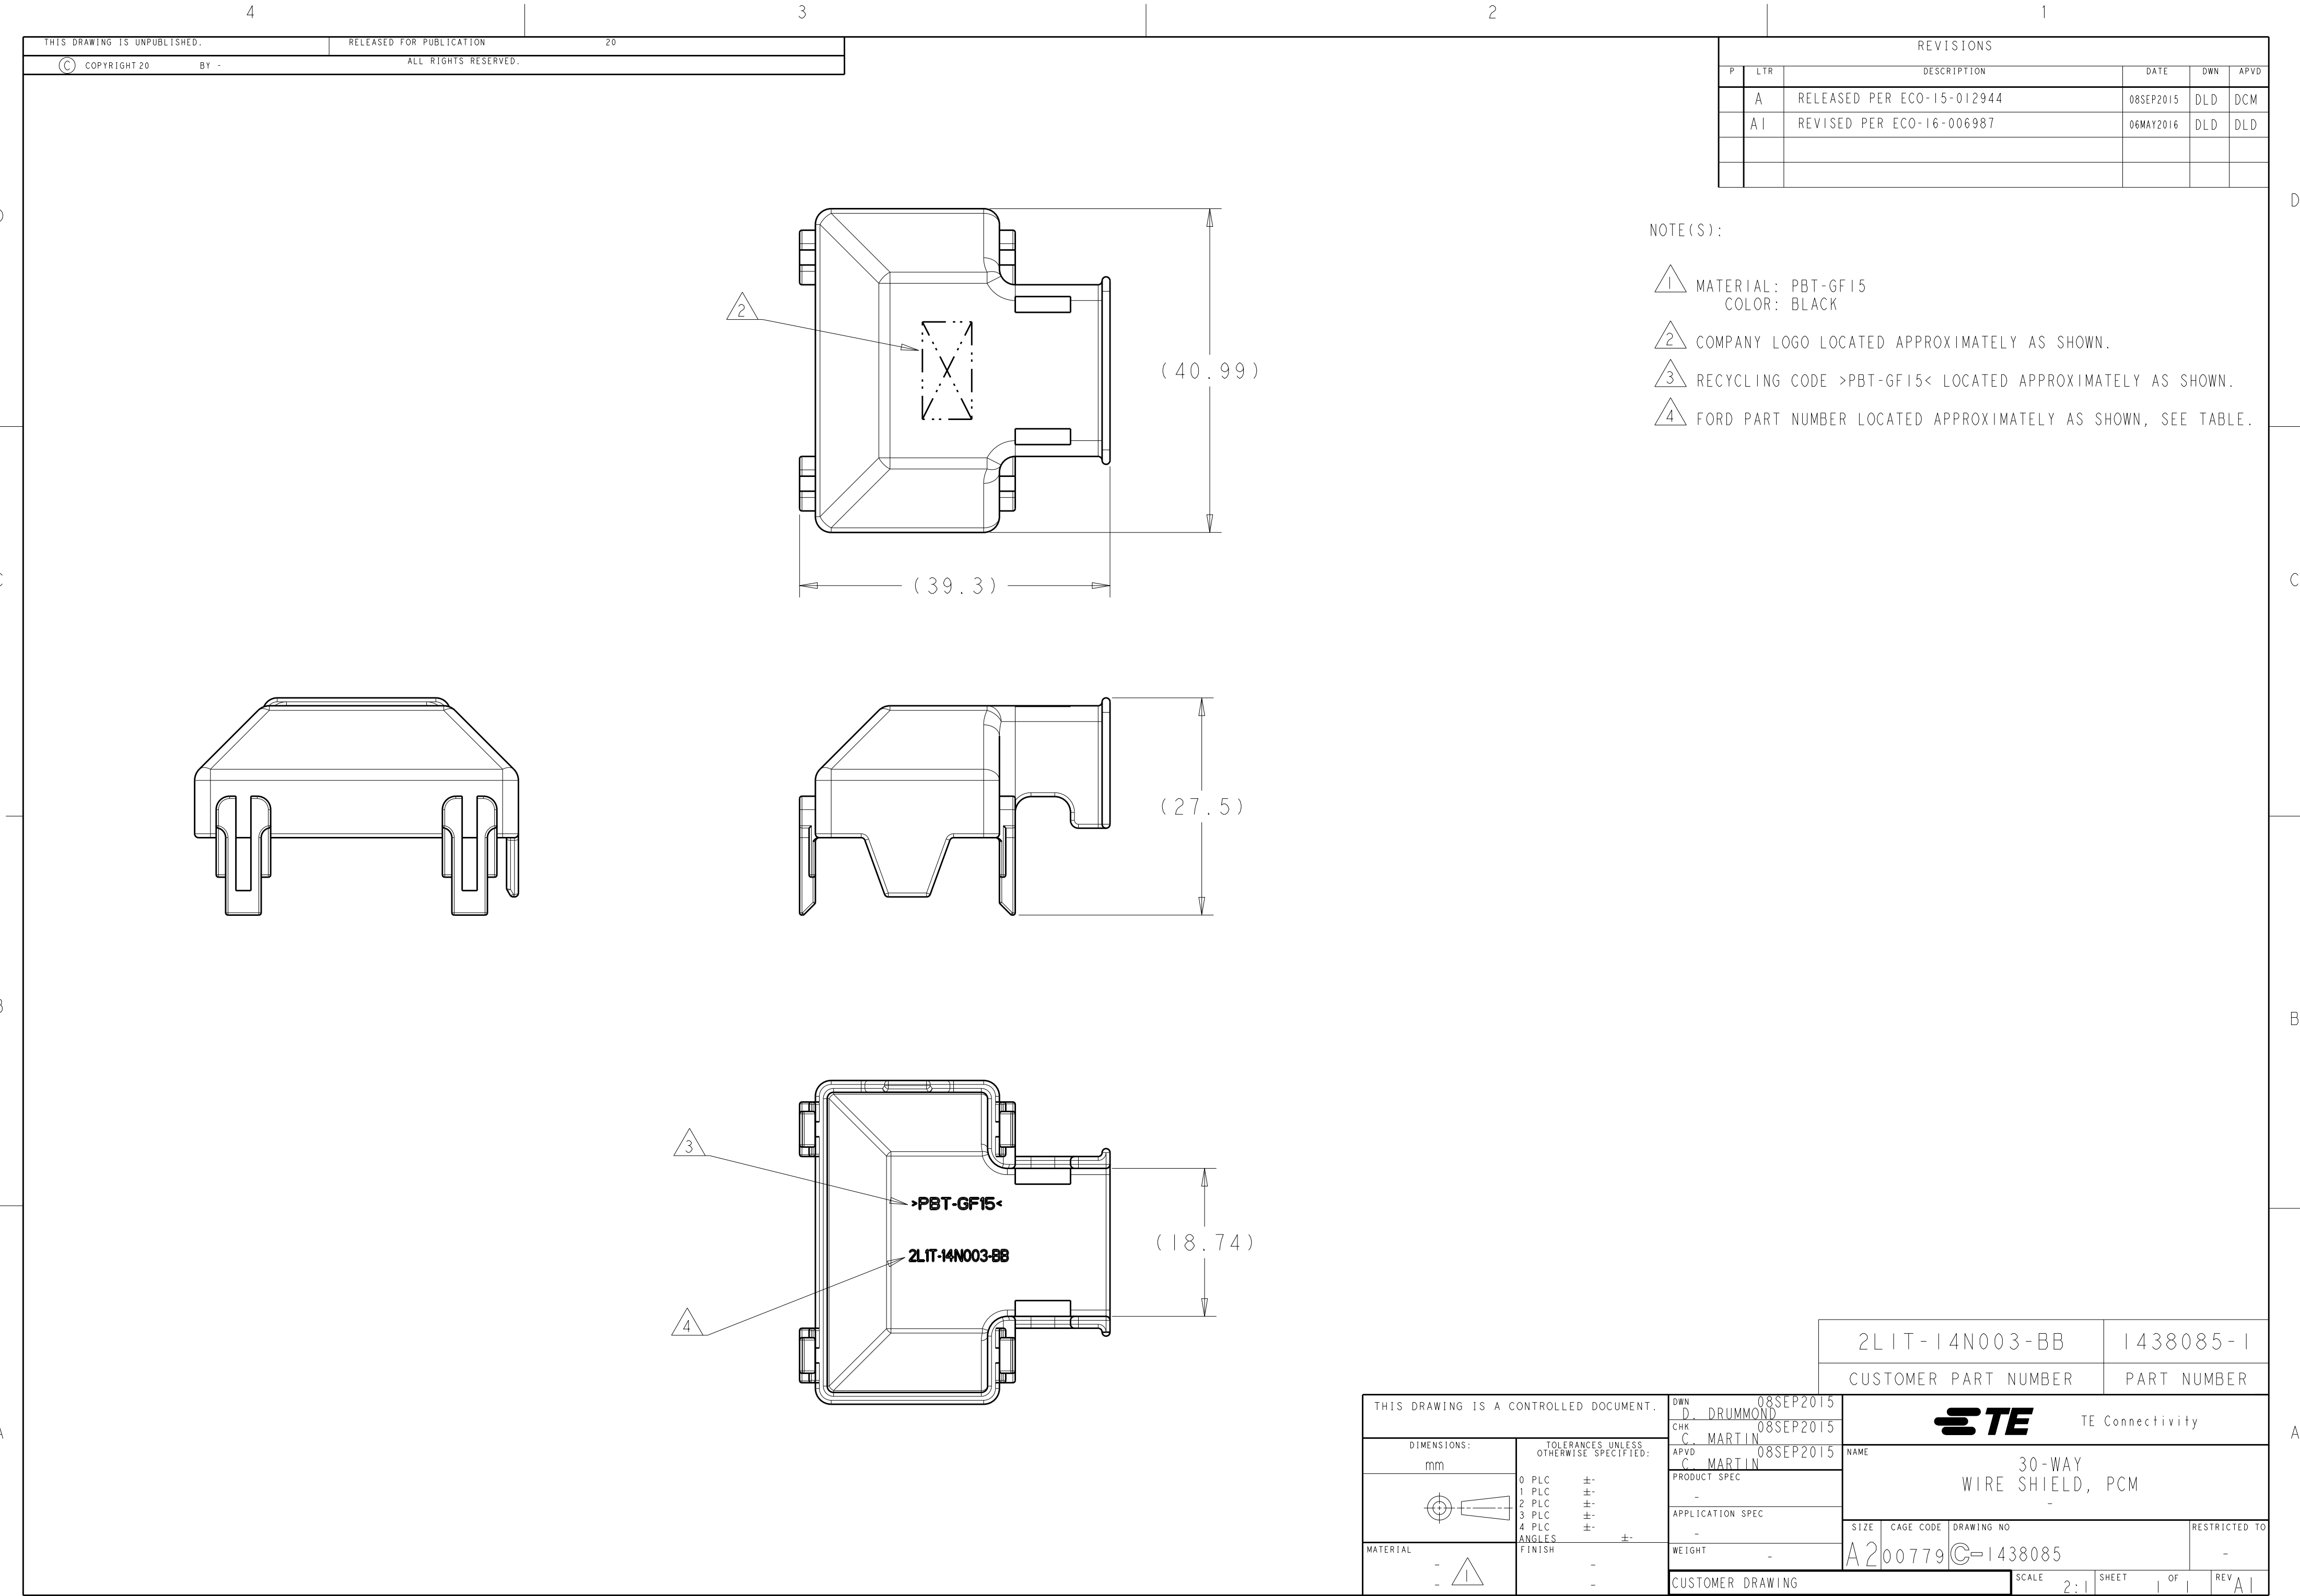 4 3 2 1
THIS DRAWING IS UNPUBLISHED. RELEASED FOR PUBLICATION 20
© COPYRIGHT 20 BY - ALL RIGHTS RESERVED.
REVISIONS
P LTR DESCRIPTION DATE DWN APVD
A RELEASED PER ECO-15-012944 08SEP2015 DLD DCM
A1 REVISED PER ECO-16-006987 06MAY2016 DLD DLD
D D
NOTE(S):
1 MATERIAL: PBT-GF15
COLOR: BLACK
2 COMPANY LOGO LOCATED APPROXIMATELY AS SHOWN.
3 RECYCLING CODE >PBT-GF15< LOCATED APPROXIMATELY AS SHOWN.
4 FORD PART NUMBER LOCATED APPROXIMATELY AS SHOWN, SEE TABLE.
2
(40.99)
(39.3)
C C
(27.5)
B B
3
>PBT-GF15<
2L1T-14N003-BB
4
(18.74)
2L1T-14N003-BB 1438085-1
CUSTOMER PART NUMBER PART NUMBER
A A
THIS DRAWING IS A CONTROLLED DOCUMENT.
DIMENSIONS:
mm
TOLERANCES UNLESS
OTHERWISE SPECIFIED:
0 PLC ±-
1 PLC ±-
2 PLC ±-
3 PLC ±-
4 PLC ±-
ANGLES ±-
MATERIAL
-
- 1
FINISH
-
-
DWN 08SEP2015
D. DRUMMOND
CHK 08SEP2015
C. MARTIN
APVD 08SEP2015
C. MARTIN
PRODUCT SPEC
-
APPLICATION SPEC
-
WEIGHT -
CUSTOMER DRAWING
TE TE Connectivity
NAME
30-WAY
WIRE SHIELD, PCM
-
SIZE CAGE CODE DRAWING NO RESTRICTED TO
A2 00779 C-1438085 -
SCALE 2:1 SHEET 1 OF 1 REV A1